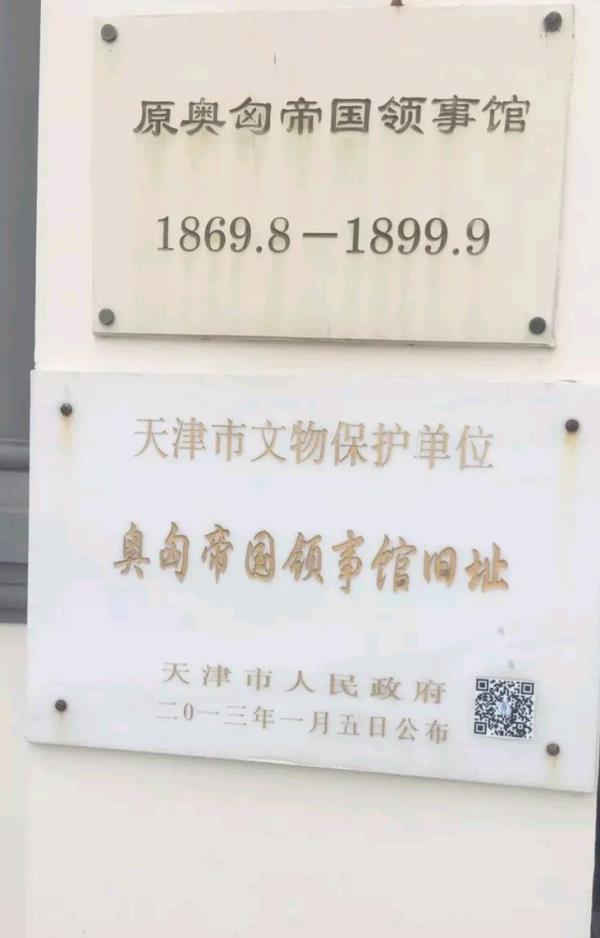 原奥匈帝国领事馆
1869.8－1899.9
天津市文物保护单位
奥匈帝国领事馆旧址
天津市人民政府
二0一三年一月五日公布